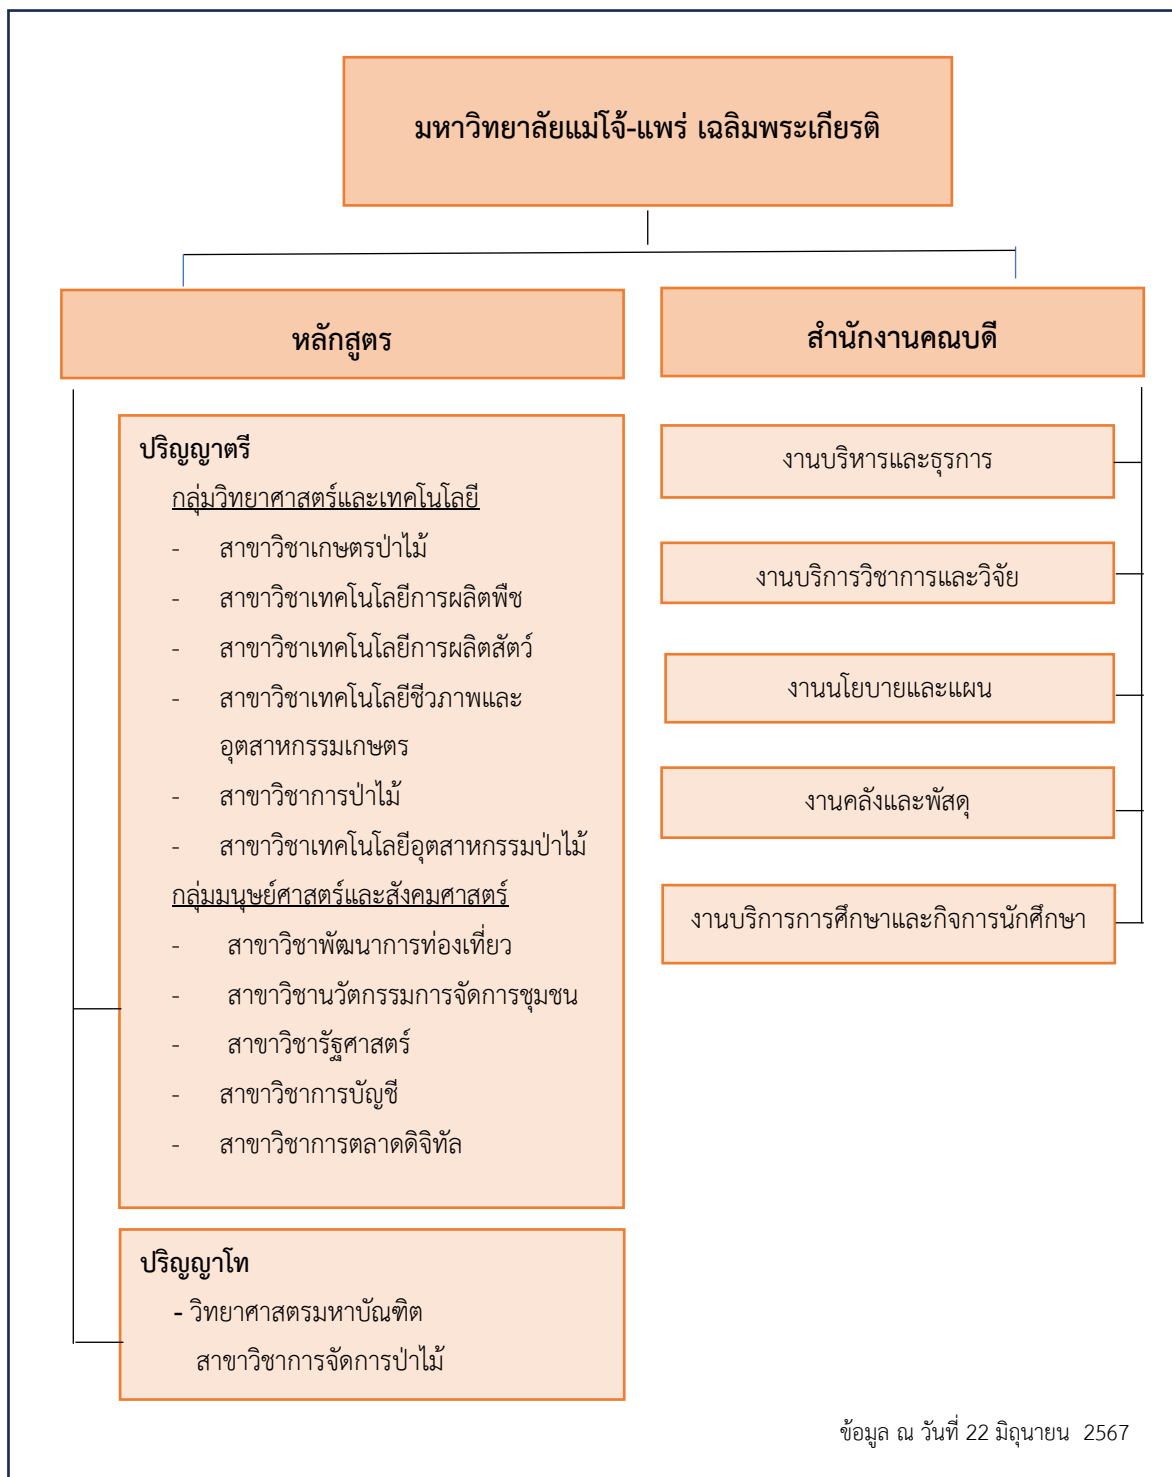 มหาวิทยาลัยแม่โจ้-แพร่ เฉลิมพระเกียรติ
หลักสูตร
สำนักงานคณบดี
ปริญญาตรี
กลุ่มวิทยาศาสตร์และเทคโนโลยี
- สาขาวิชาเกษตรป่าไม้
- สาขาวิชาเทคโนโลยีการผลิตพืช
- สาขาวิชาเทคโนโลยีการผลิตสัตว์
- สาขาวิชาเทคโนโลยีชีวภาพและ
อุตสาหกรรมเกษตร
- สาขาวิชาการป่าไม้
- สาขาวิชาเทคโนโลยีอุตสาหกรรมป่าไม้
กลุ่มมนุษย์ศาสตร์และสังคมศาสตร์
- สาขาวิชาพัฒนาการท่องเที่ยว
- สาขาวิชานวัตกรรมการจัดการชุมชน
- สาขาวิชารัฐศาสตร์
- สาขาวิชาการบัญชี
- สาขาวิชาการตลาดดิจิทัล
ปริญญาโท
- วิทยาศาสตรมหาบัณฑิต
สาขาวิชาการจัดการป่าไม้
งานบริหารและธุรการ
งานบริการวิชาการและวิจัย
งานนโยบายและแผน
งานคลังและพัสดุ
งานบริการการศึกษาและกิจการนักศึกษา
ข้อมูล ณ วันที่ 22 มิถุนายน 2567